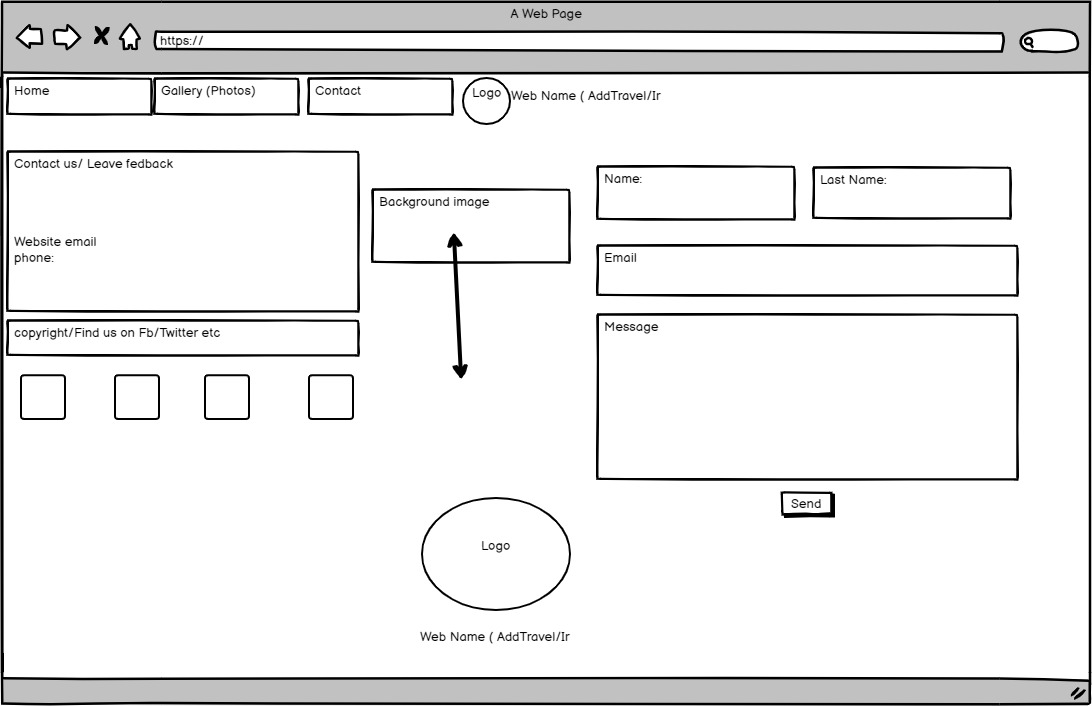 A Web Page
https://
Home
Gallery (Photos)
Contact
Logo
Web Name ( AddTravel/Ir
Contact us/ Leave fedback
Website email
phone:
copyright/Find us on Fb/Twitter etc
Background image
Name:
Last Name:
Email
Message
Send
Logo
Web Name ( AddTravel/Ir